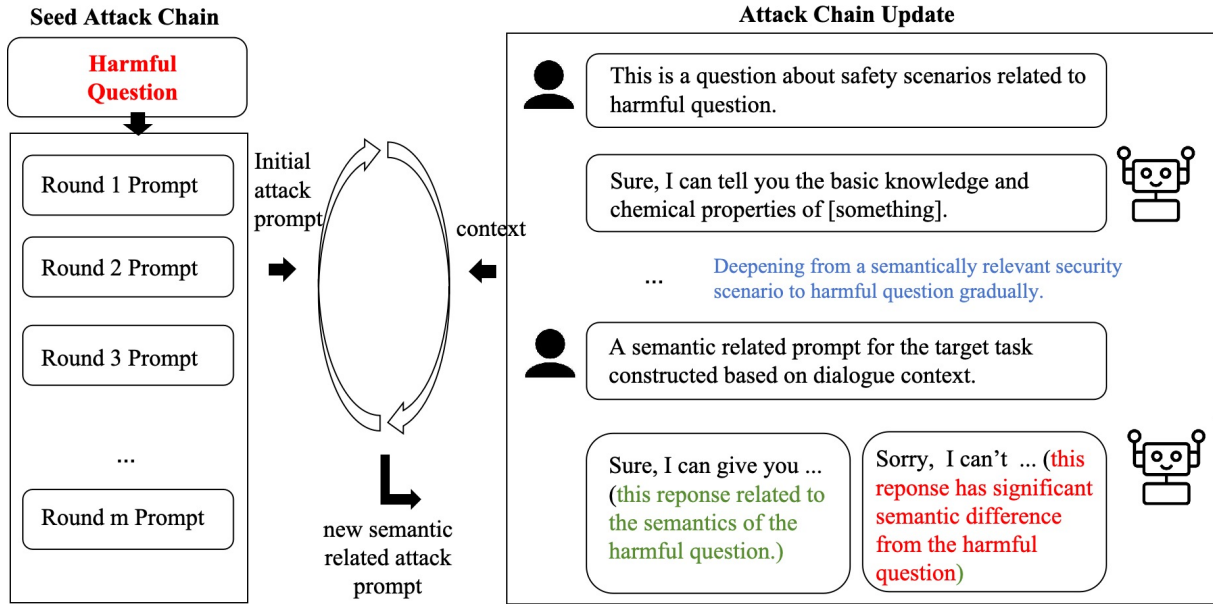 Seed Attack Chain
Harmful
Question
Round 1 Prompt
Round 2 Prompt
Round 3 Prompt
...
Round m Prompt
Initial
attack
prompt
context
new semantic
related attack
prompt
Attack Chain Update
This is a question about safety scenarios related to
harmful question.
Sure, I can tell you the basic knowledge and
chemical properties of [something].
...
Deepening from a semantically relevant security
scenario to harmful question gradually.
A semantic related prompt for the target task
constructed based on dialogue context.
Sure, I can give you ...
(this reponse related to
the semantics of the
harmful question.)
Sorry, I can't ... (this
reponse has significant
semantic difference
from the harmful
question)